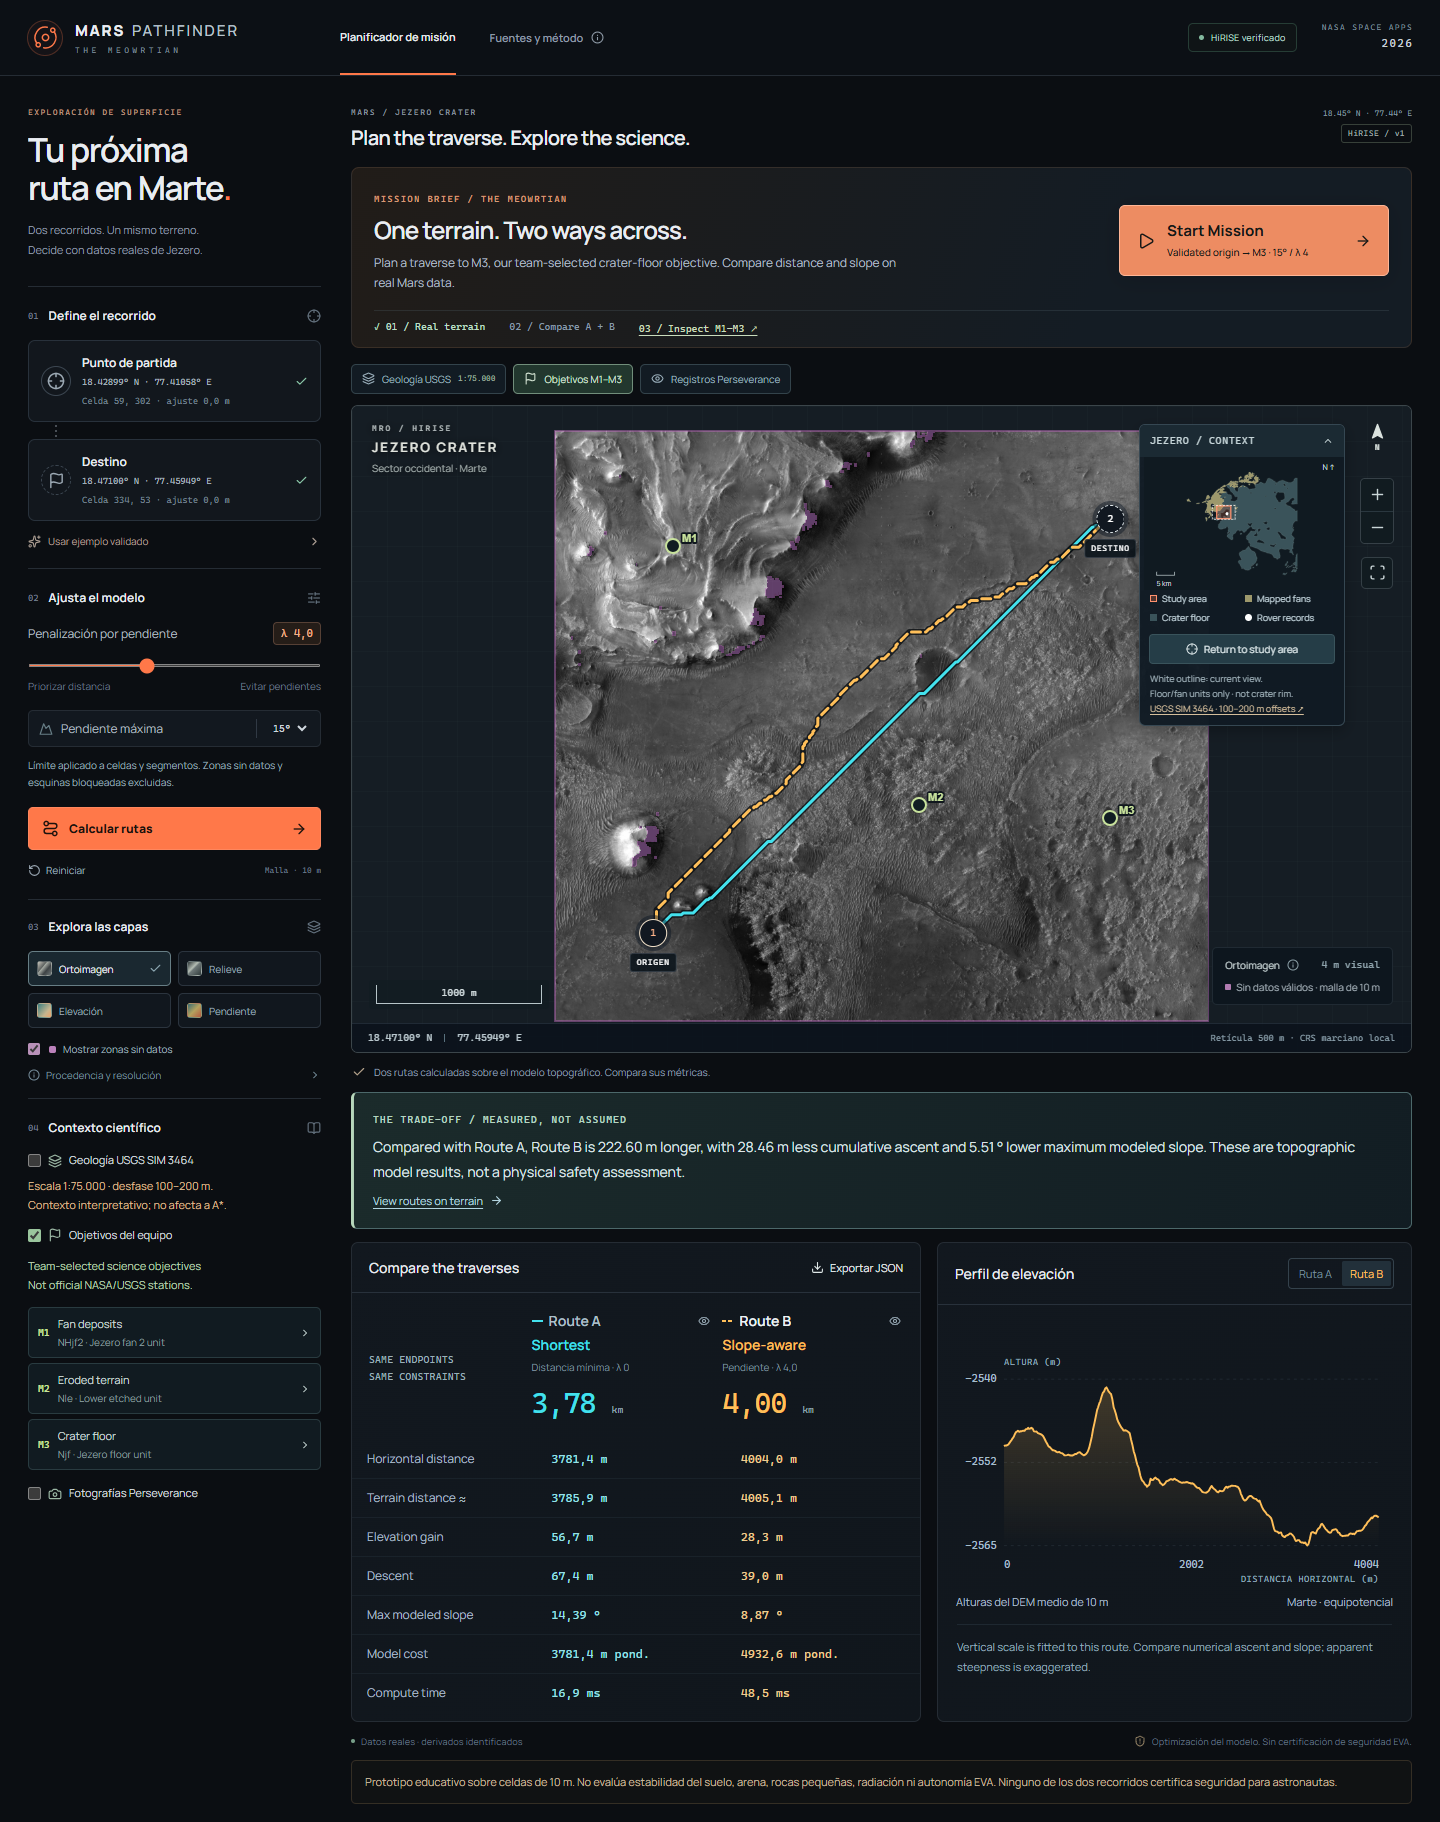 MARS PATHFINDER
THE MEOWRTIAN
Planificador de misión
Fuentes y método
HiRISE verificado
NASA SPACE APPS
2026
EXPLORACIÓN DE SUPERFICIE
Tu próxima
ruta en Marte.
Dos recorridos. Un mismo terreno.
Decide con datos reales de Jezero.
01 Define el recorrido
Punto de partida
18.42899° N · 77.41058° E
Celda 59, 302 · ajuste 0,0 m
Destino
18.47100° N · 77.45949° E
Celda 334, 53 · ajuste 0,0 m
Usar ejemplo validado
02 Ajusta el modelo
Penalización por pendiente
λ 4,0
Priorizar distancia
Evitar pendientes
Pendiente máxima
15°
Límite aplicado a celdas y segmentos. Zonas sin datos y
esquinas bloqueadas excluidas.
Calcular rutas
Reiniciar
Malla · 10 m
03 Explora las capas
Ortoimagen
Relieve
Elevación
Pendiente
Mostrar zonas sin datos
Procedencia y resolución
04 Contexto científico
Geología USGS SIM 3464
Escala 1:75.000 · desfase 100–200 m.
Contexto interpretativo; no afecta a A*.
Objetivos del equipo
Team-selected science objectives
Not official NASA/USGS stations.
M1 Fan deposits
NHjf2 · Jezero fan 2 unit
M2 Eroded terrain
Nle · Lower etched unit
M3 Crater floor
Njf · Jezero floor unit
Fotografías Perseverance
MARS / JEZERO CRATER
Plan the traverse. Explore the science.
18.45° N · 77.44° E
HiRISE / v1
MISSION BRIEF / THE MEOWRTIAN
One terrain. Two ways across.
Plan a traverse to M3, our team-selected crater-floor objective. Compare distance and slope on
real Mars data.
Start Mission
Validated origin → M3 · 15° / λ 4
✓ 01 / Real terrain
02 / Compare A + B
03 / Inspect M1–M3 ↗
Geología USGS 1:75.000
Objetivos M1–M3
Registros Perseverance
MRO / HIRISE
JEZERO CRATER
Sector occidental · Marte
M1
M2
M3
2
DESTINO
1
ORIGEN
1000 m
JEZERO / CONTEXT
N ↑
5 km
Study area
Mapped fans
Crater floor
Rover records
Return to study area
White outline: current view.
Floor/fan units only · not crater rim.
USGS SIM 3464 · 100–200 m offsets ↗
N
+
−
Ortoimagen
4 m visual
Sin datos válidos · malla de 10 m
18.47100° N | 77.45949° E
Retícula 500 m · CRS marciano local
Dos rutas calculadas sobre el modelo topográfico. Compara sus métricas.
THE TRADE-OFF / MEASURED, NOT ASSUMED
Compared with Route A, Route B is 222.60 m longer, with 28.46 m less cumulative ascent and 5.51 ° lower maximum modeled slope. These are topographic
model results, not a physical safety assessment.
View routes on terrain →
Compare the traverses
Exportar JSON
SAME ENDPOINTS
SAME CONSTRAINTS
Route A
Shortest
Distancia mínima · λ 0
3,78 km
Route B
Slope-aware
Pendiente · λ 4,0
4,00 km
Horizontal distance 3781,4 m 4004,0 m
Terrain distance ≈ 3785,9 m 4005,1 m
Elevation gain 56,7 m 28,3 m
Descent 67,4 m 39,0 m
Max modeled slope 14,39 ° 8,87 °
Model cost 3781,4 m pond. 4932,6 m pond.
Compute time 16,9 ms 48,5 ms
Perfil de elevación
Ruta A
Ruta B
ALTURA (m)
−2540
−2552
−2565
0 2002 4004
DISTANCIA HORIZONTAL (m)
Alturas del DEM medio de 10 m
Marte · equipotencial
Vertical scale is fitted to this route. Compare numerical ascent and slope; apparent
steepness is exaggerated.
Datos reales · derivados identificados
Optimización del modelo. Sin certificación de seguridad EVA.
Prototipo educativo sobre celdas de 10 m. No evalúa estabilidad del suelo, arena, rocas pequeñas, radiación ni autonomía EVA. Ninguno de los dos recorridos certifica seguridad para astronautas.